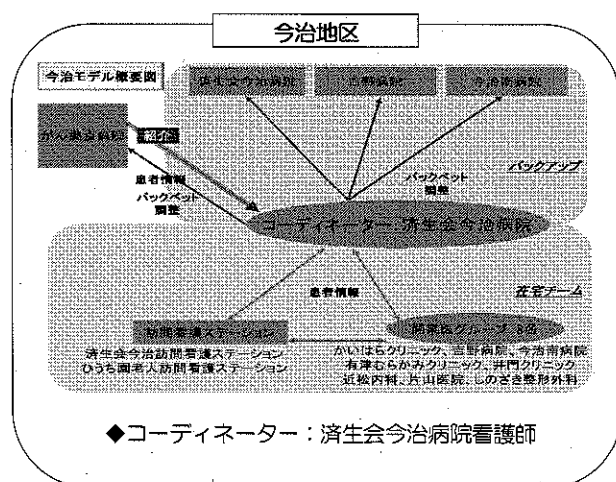 今治地区
今治モデル概要図
済生会今治病院
吉野病院
今治南病院
がん拠点病院
紹介
バックアップ
患者情報
バックベット
調整
バックベット
調整
コーディネーター 済生会今治病院
患者情報
在宅チーム
訪問看護ステーション
開業医グループ 8名
済生会今治訪問看護ステーション
ひうち園老人訪問看護ステーション
かいはらクリニック、吉野病院、今治南病院
有津むらかみクリニック、井門クリニック
近松内科、片山医院、しのざき整形外科
◆コーディネーター：済生会今治病院看護師